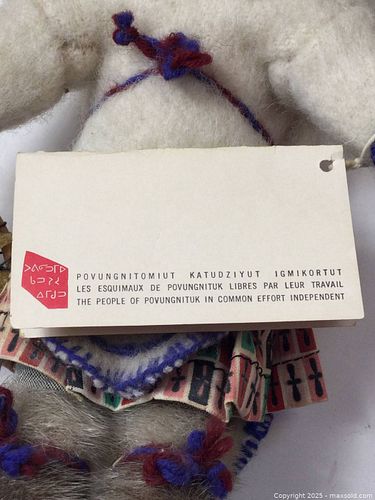 POVUNGNITOMIUT KATUDZIYUT IGMIKORTUT
LES ESQUIMAUX DE POVUNGNITUK LIBRES PAR LEUR TRAVAIL
THE PEOPLE OF POVUNGNITUK IN COMMON EFFORT INDEPENDENT
Copyright © 2025 - www.maxsold.com